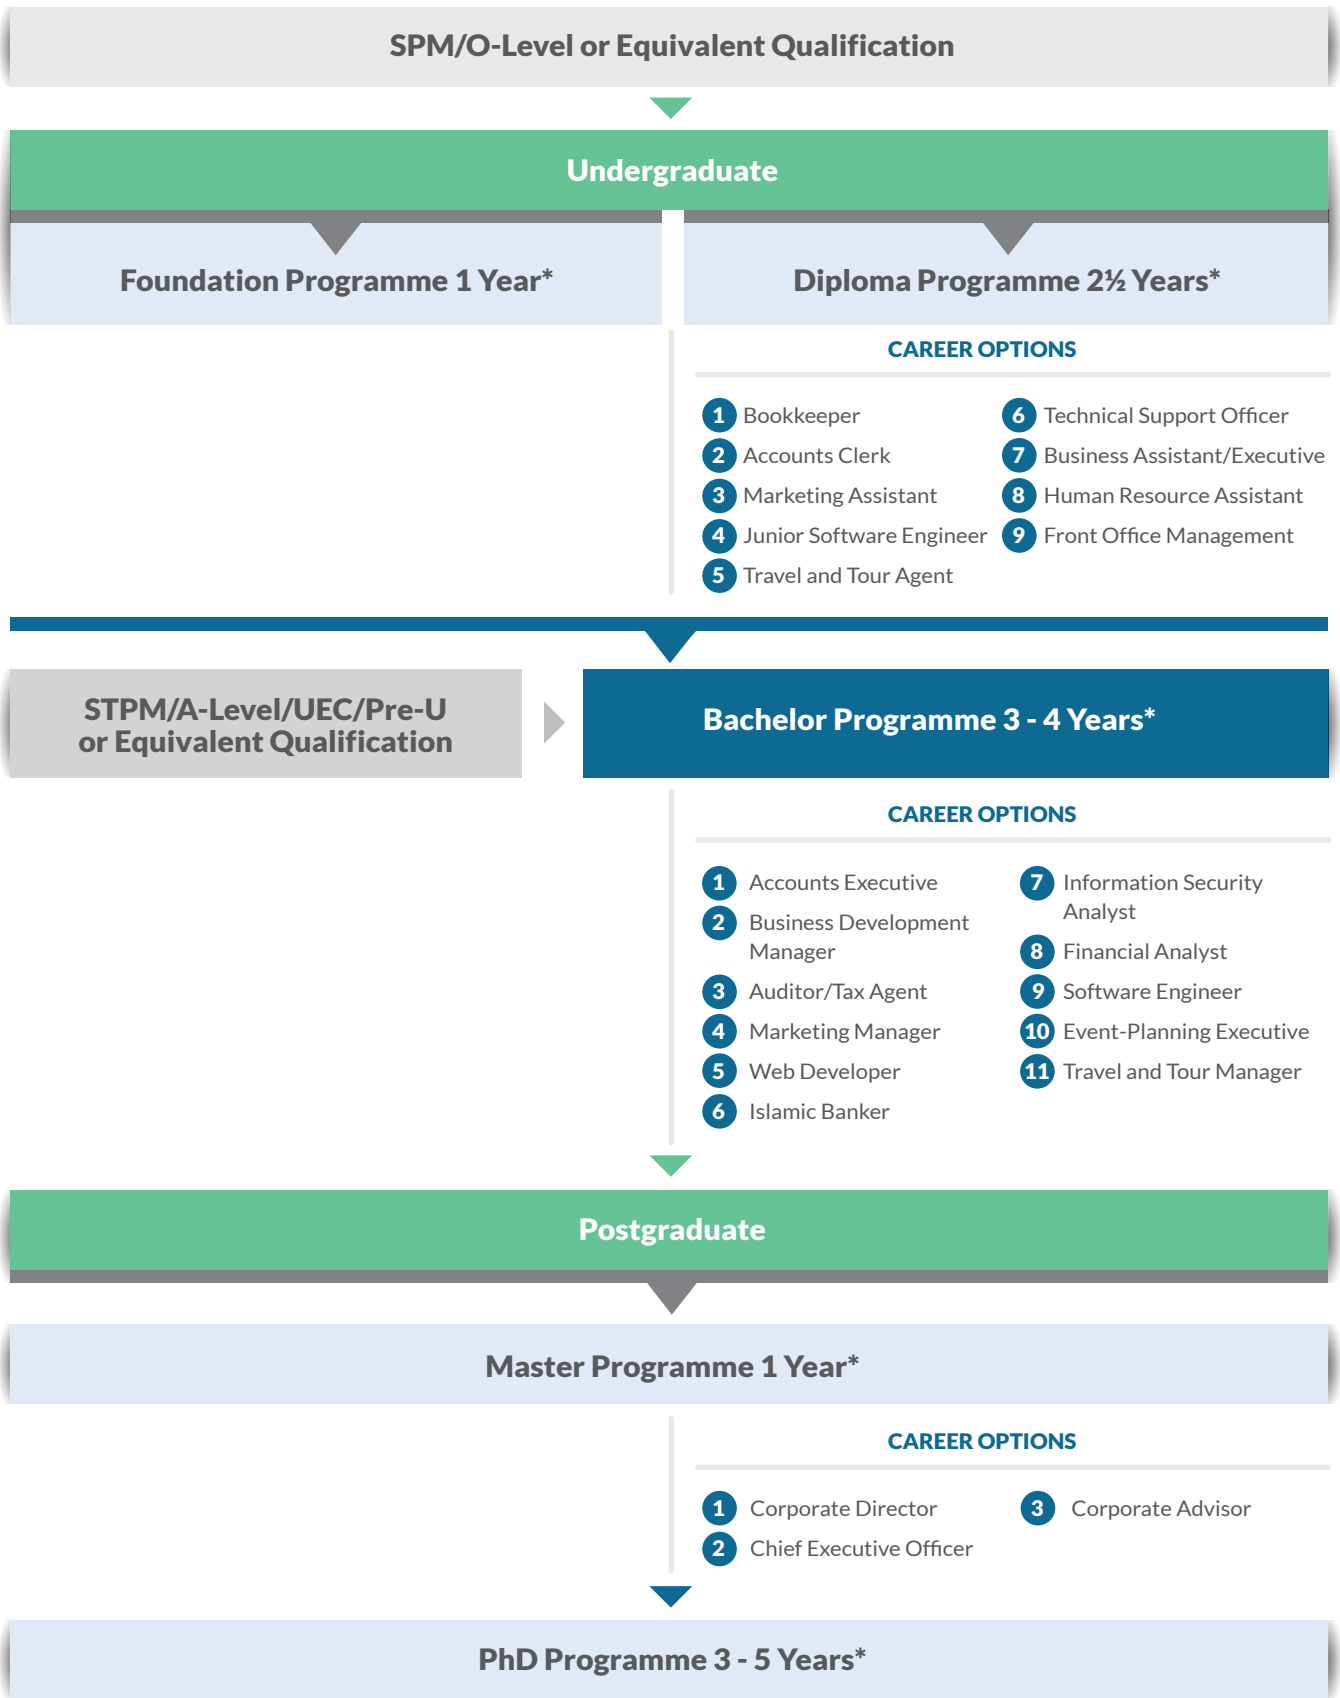 SPM/O-Level or Equivalent Qualification
Undergraduate
Foundation Programme 1 Year*
Diploma Programme 2½ Years*
CAREER OPTIONS
1 Bookkeeper
2 Accounts Clerk
3 Marketing Assistant
4 Junior Software Engineer
5 Travel and Tour Agent
6 Technical Support Officer
7 Business Assistant/Executive
8 Human Resource Assistant
9 Front Office Management
STPM/A-Level/UEC/Pre-U
or Equivalent Qualification
Bachelor Programme 3 - 4 Years*
CAREER OPTIONS
1 Accounts Executive
2 Business Development
Manager
3 Auditor/Tax Agent
4 Marketing Manager
5 Web Developer
6 Islamic Banker
7 Information Security
Analyst
8 Financial Analyst
9 Software Engineer
10 Event-Planning Executive
11 Travel and Tour Manager
Postgraduate
Master Programme 1 Year*
CAREER OPTIONS
1 Corporate Director
2 Chief Executive Officer
3 Corporate Advisor
PhD Programme 3 - 5 Years*